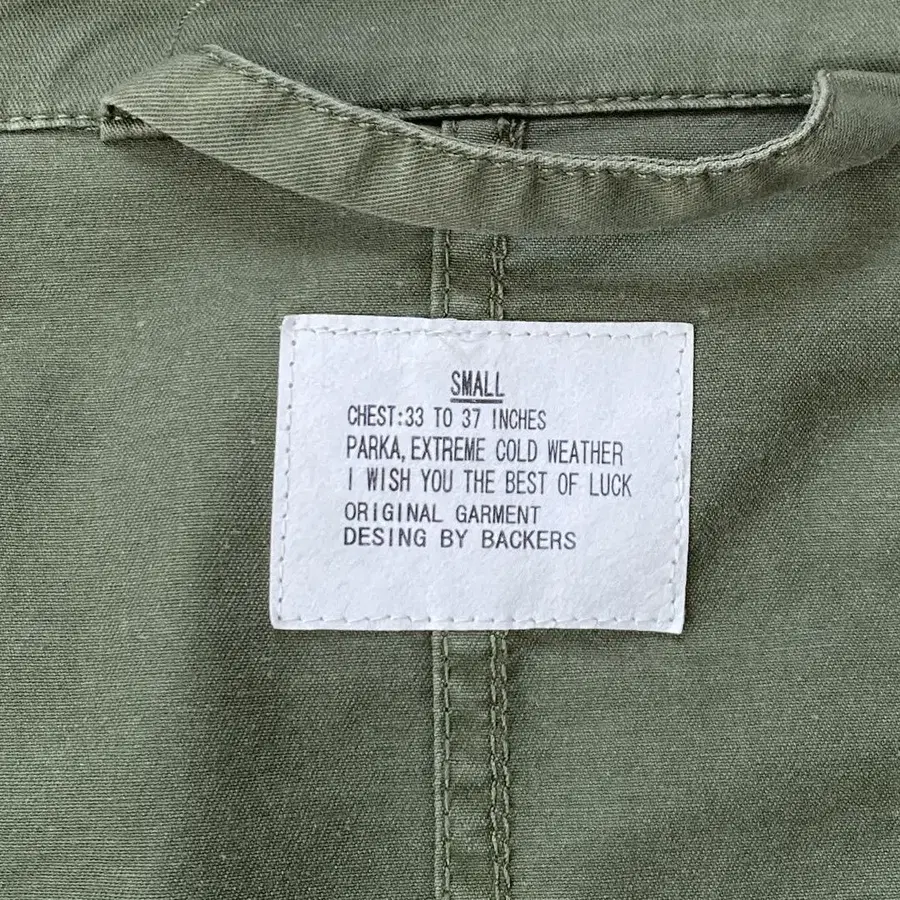 SMALL
CHEST:33 TO 37 INCHES
PARKA,EXTREME COLD WEATHER
I WISH YOU THE BEST OF LUCK
ORIGINAL GARMENT
DESING BY BACKERS